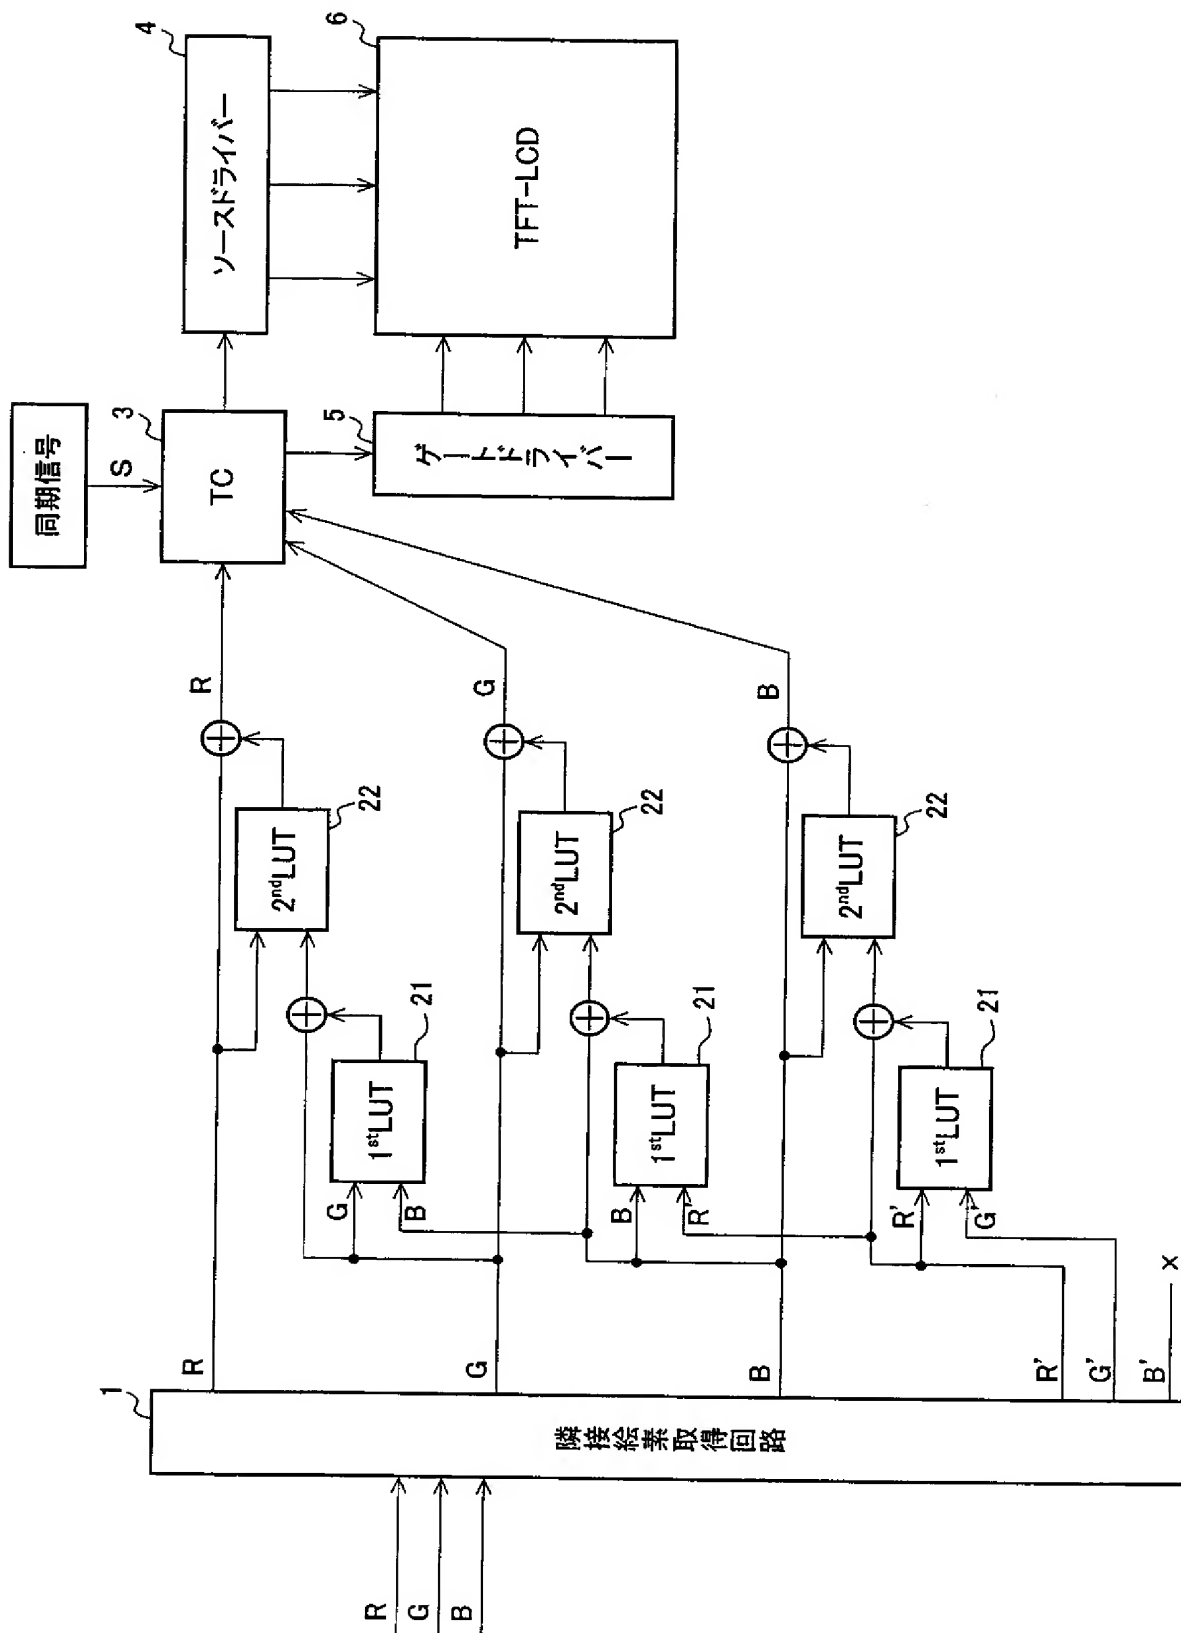 R
G
B
1
隣接絵素取得回路
R
G
B
R'
G'
B'
x
G
B
1stLUT
21
B
R'
1stLUT
21
R'
G'
1stLUT
21
2ndLUT
22
2ndLUT
22
2ndLUT
22
R
G
B
同期信号
S
TC
3
ソースドライバー
4
ゲートドライバー
5
TFT-LCD
6